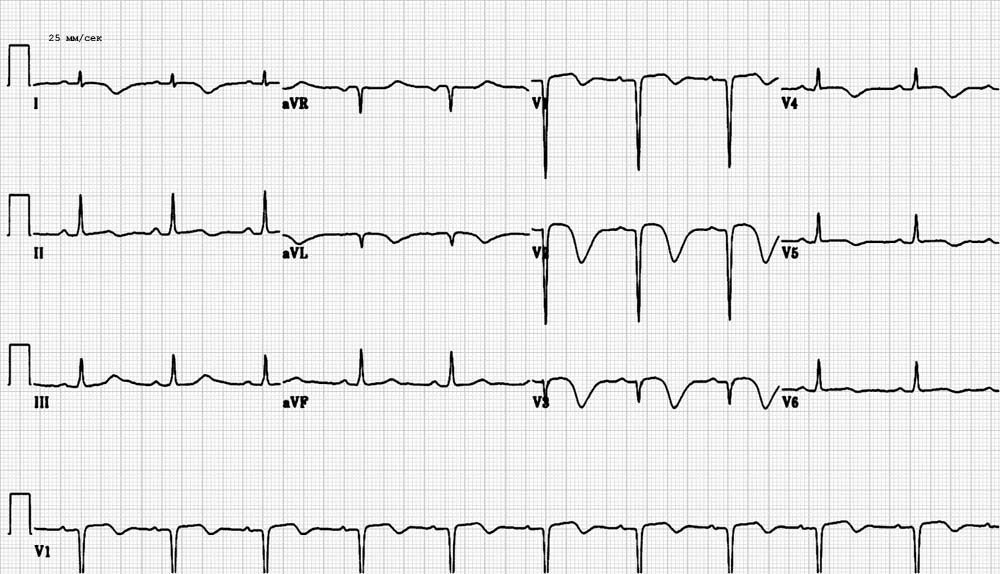 25 мм/сек
I aVR V1 V4
II aVL V2 V5
III aVF V3 V6
V1